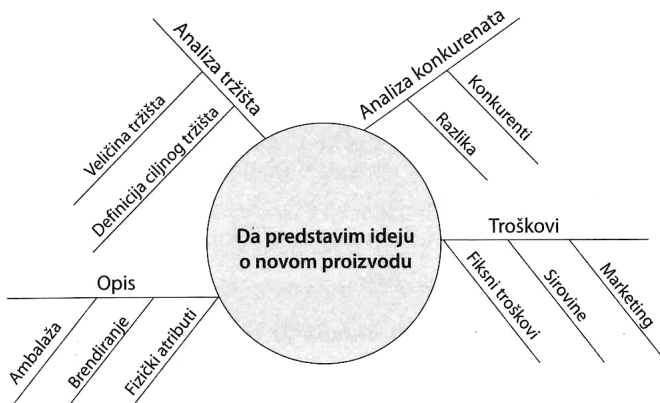 Analiza tržišta
Veličina tržišta
Definicija ciljnog tržišta
Analiza konkurenata
Razlika
Konkurenti
Da predstavim ideju
o novom proizvodu
Troškovi
Fiksni troškovi
Sirovine
Marketing
Opis
Ambalaža
Brendiranje
Fizički atributi